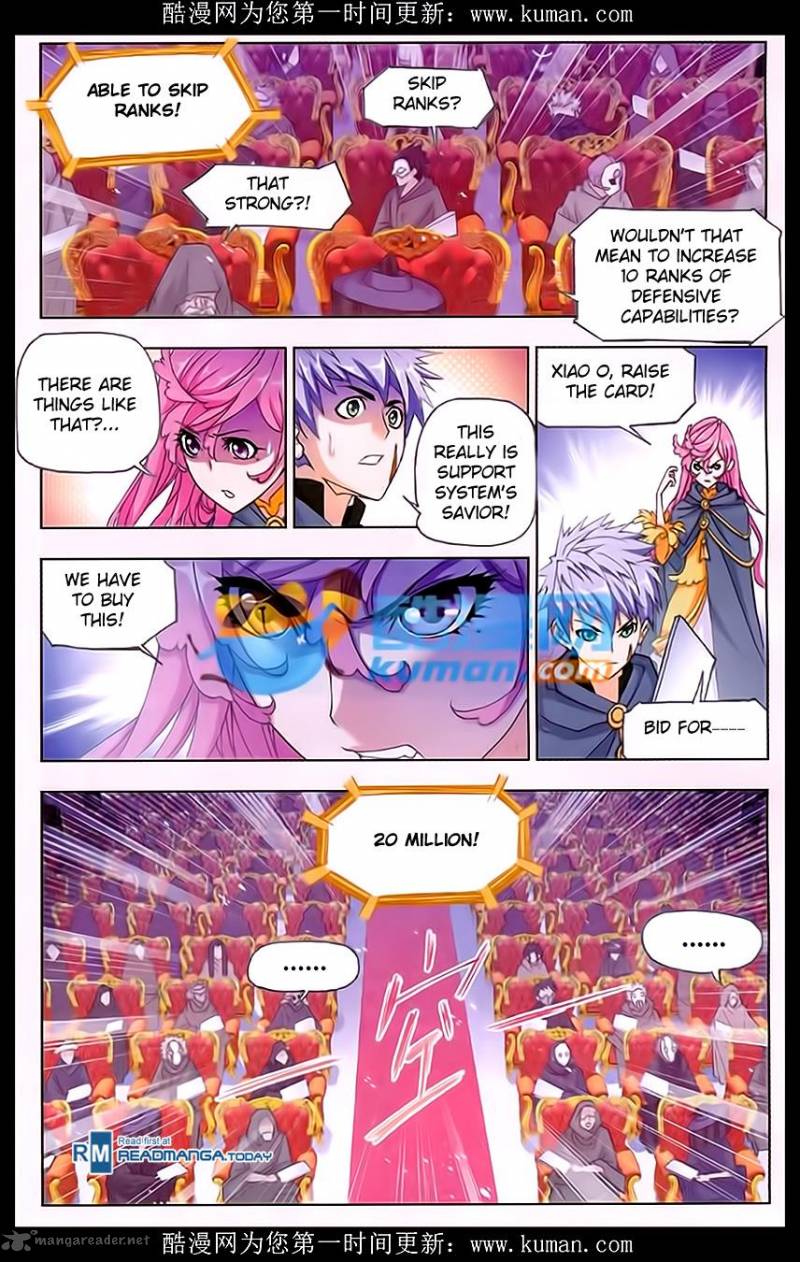 酷漫网为您第一时间更新：www.kuman.com
ABLE TO SKIP
RANKS!
SKIP
RANKS?
THAT
STRONG?!
WOULDN'T THAT
MEAN TO INCREASE
10 RANKS OF
DEFENSIVE
CAPABILITIES?
THERE ARE
THINGS LIKE
THAT?...
THIS
REALLY IS
SUPPORT
SYSTEM'S
SAVIOR!
XIAO O, RAISE
THE CARD!
WE HAVE
TO BUY
THIS!
酷漫网
kuman.com
BID FOR----
20 MILLION!
......
......
空
RM Read first at
READMANGA.TODAY
mangareader.net
酷漫网为您第一时间更新：www.kuman.com